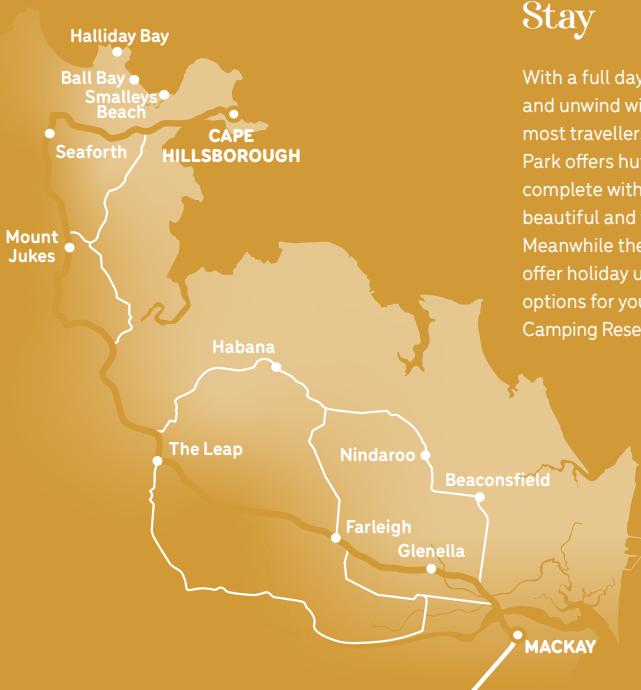 Stay
With a full day
and unwind wi
most traveller
Park offers hu
complete with
beautiful and
Meanwhile the
offer holiday u
options for you
Camping Rese
Halliday Bay
Ball Bay
Smalleys
Beach
CAPE
HILLSBOROUGH
Seaforth
Mount
Jukes
Habana
The Leap
Nindaroo
Beaconsfield
Farleigh
Glenella
MACKAY